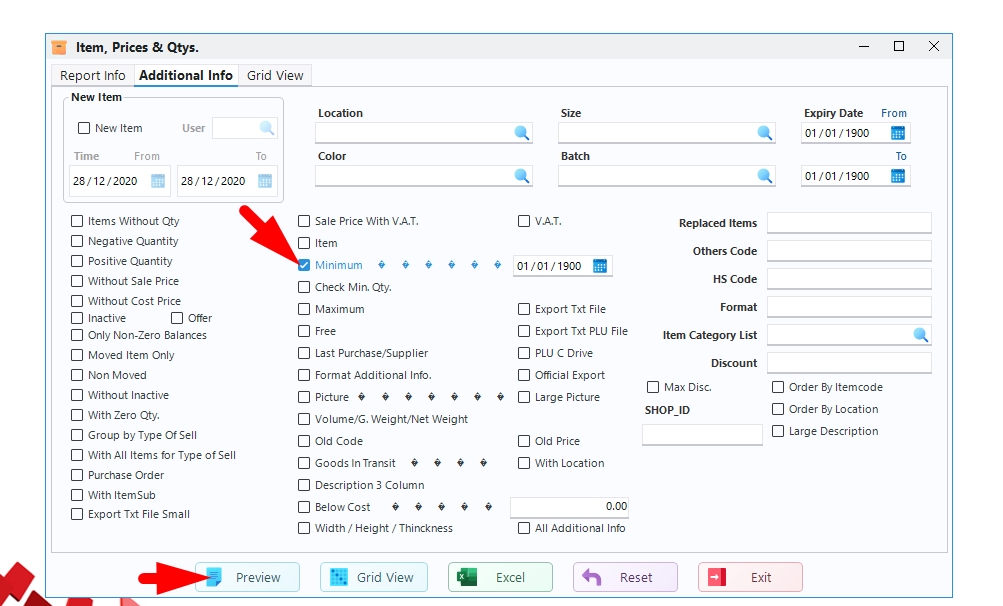 Item, Prices & Qtys.
Report Info Additional Info Grid View
New Item
New Item User
Time From To
28/12/2020 28/12/2020
Location
Color
Size
Batch
Expiry Date From
01/01/1900
To
01/01/1900
Items Without Qty
Negative Quantity
Positive Quantity
Without Sale Price
Without Cost Price
Inactive Offer
Only Non-Zero Balances
Moved Item Only
Non Moved
Without Inactive
With Zero Qty.
Group by Type Of Sell
With All Items for Type of Sell
Purchase Order
With ItemSub
Export Txt File Small
Sale Price With V.A.T. V.A.T.
Item
Minimum � � � � � � 01/01/1900
Check Min. Qty.
Maximum Export Txt File
Free Export Txt PLU File
Last Purchase/Supplier PLU C Drive
Format Additional Info. Official Export
Picture � � � � � � � Large Picture
Volume/G. Weight/Net Weight
Old Code Old Price
Goods In Transit � � � � With Location
Description 3 Column
Below Cost � � � � � 0.00
Width / Height / Thinckness All Additional Info
Replaced Items
Others Code
HS Code
Format
Item Category List
Discount
Max Disc. Order By Itemcode
SHOP_ID Order By Location
Large Description
Preview Grid View Excel Reset Exit